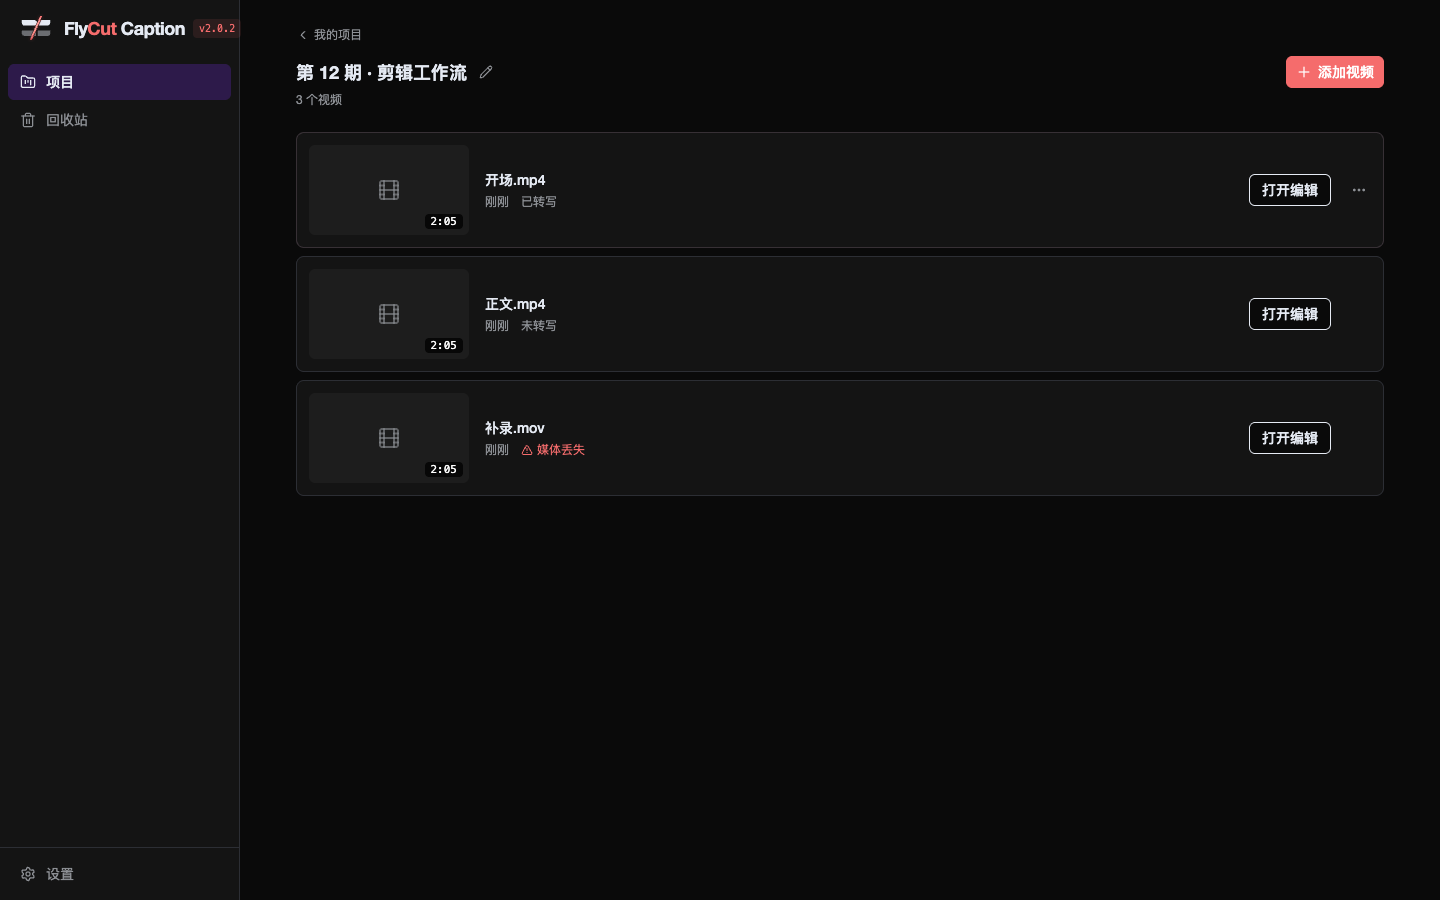 FlyCut Caption v2.0.2
项目
回收站
设置
我的项目
第 12 期 · 剪辑工作流
3 个视频
添加视频
2:05
开场.mp4
刚刚 已转写
打开编辑
2:05
正文.mp4
刚刚 未转写
打开编辑
2:05
补录.mov
刚刚 媒体丢失
打开编辑